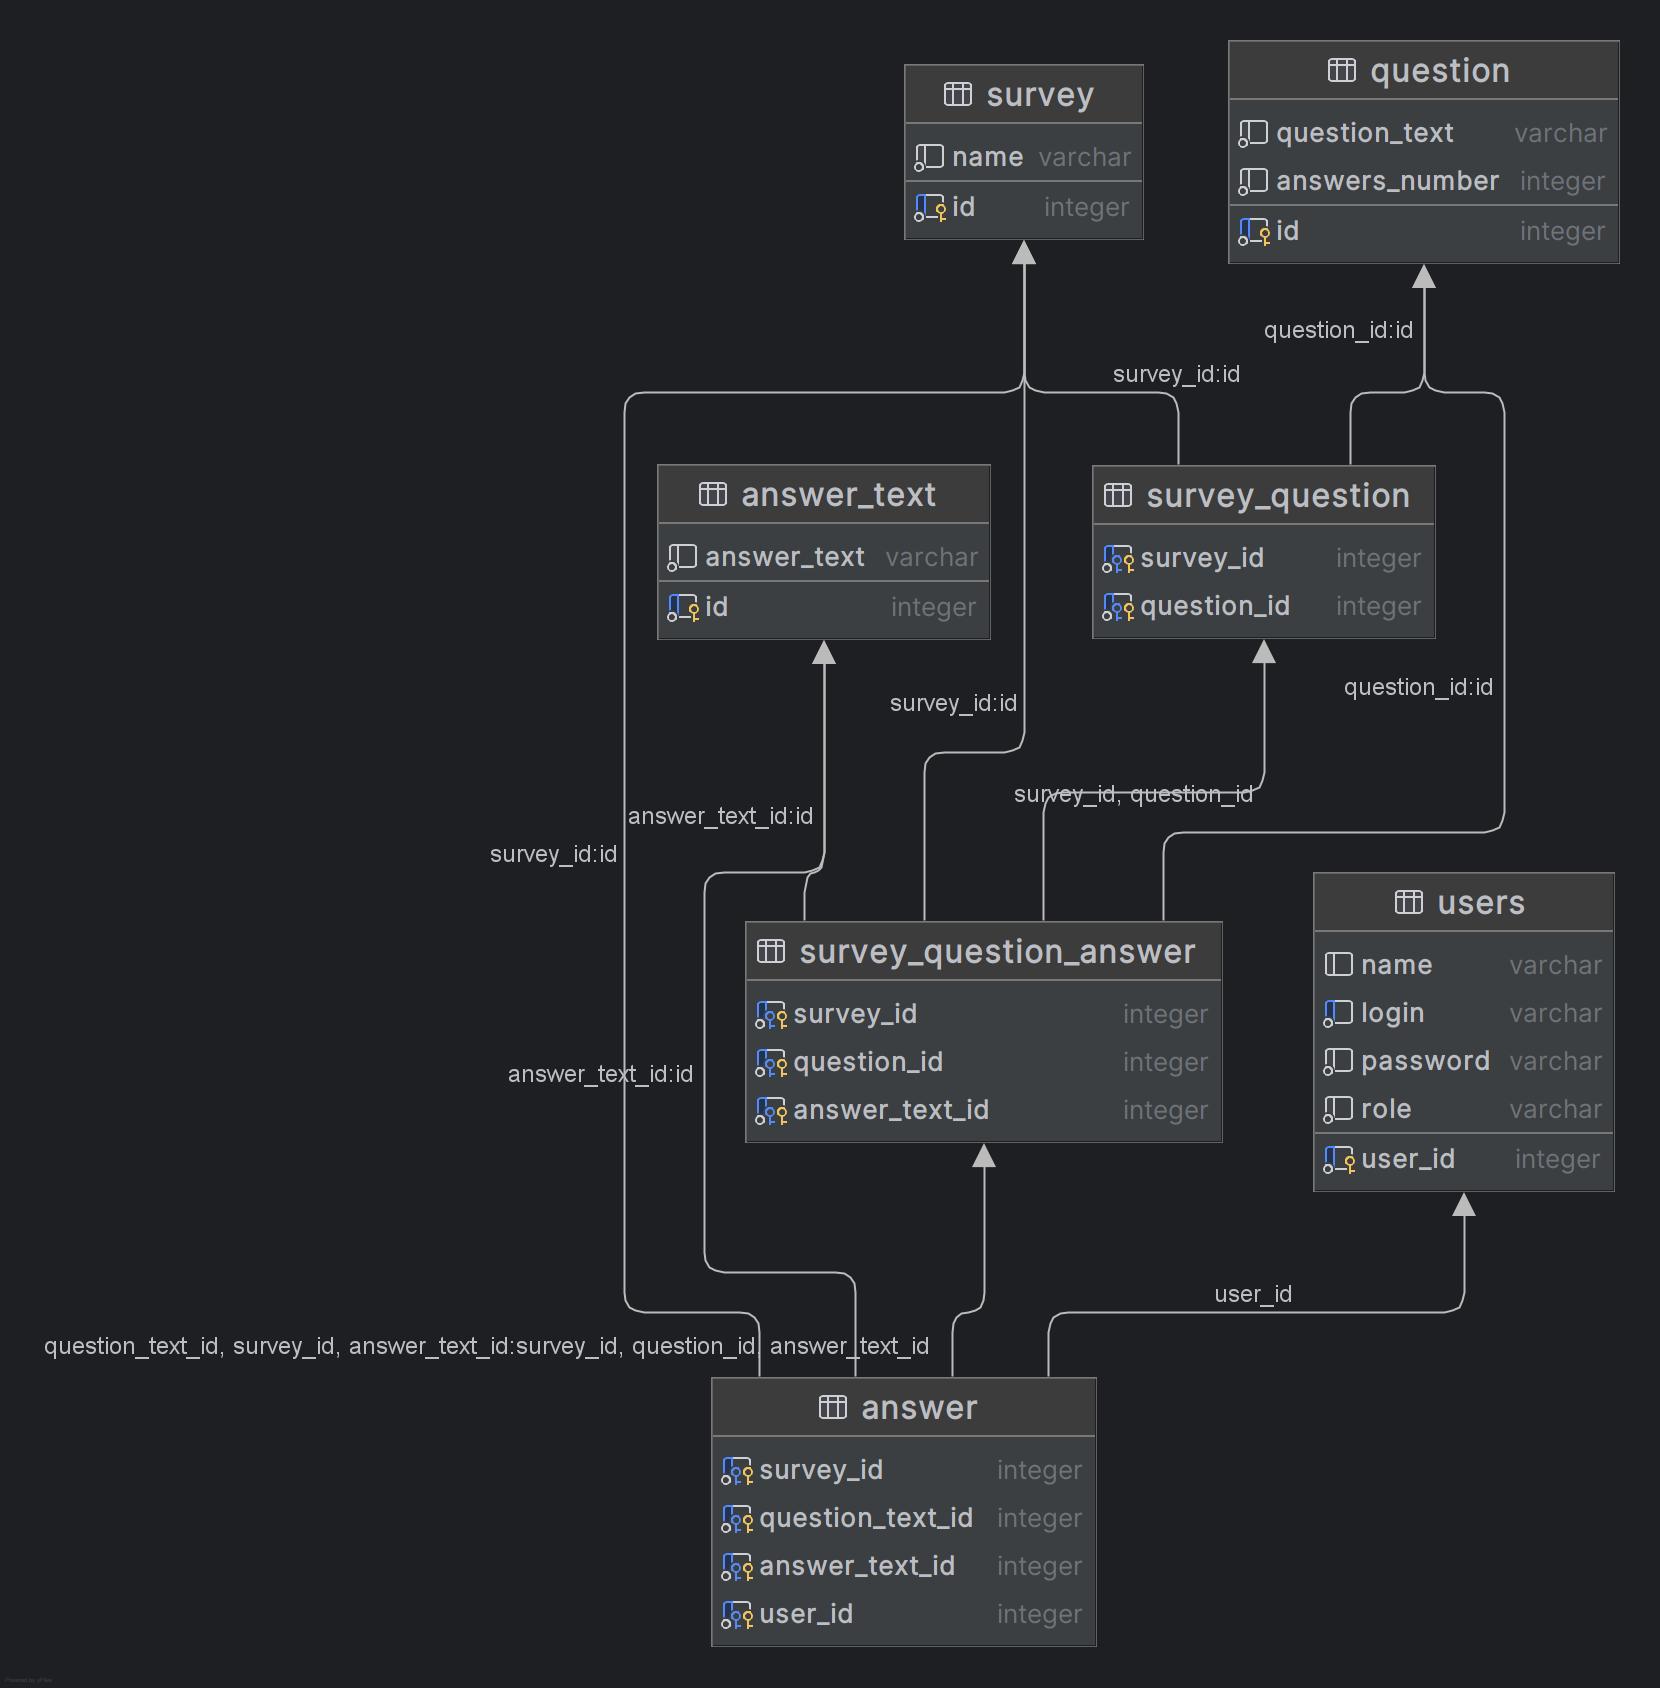 survey
name varchar
id integer
question
question_text varchar
answers_number integer
id integer
question_id:id
survey_id:id
answer_text
answer_text varchar
id integer
survey_question
survey_id integer
question_id integer
survey_id:id
question_id:id
survey_id, question_id
answer_text_id:id
survey_id:id
survey_question_answer
survey_id integer
question_id integer
answer_text_id integer
users
name varchar
login varchar
password varchar
role varchar
user_id integer
answer_text_id:id
user_id
question_text_id, survey_id, answer_text_id:survey_id, question_id, answer_text_id
answer
survey_id integer
question_text_id integer
answer_text_id integer
user_id integer